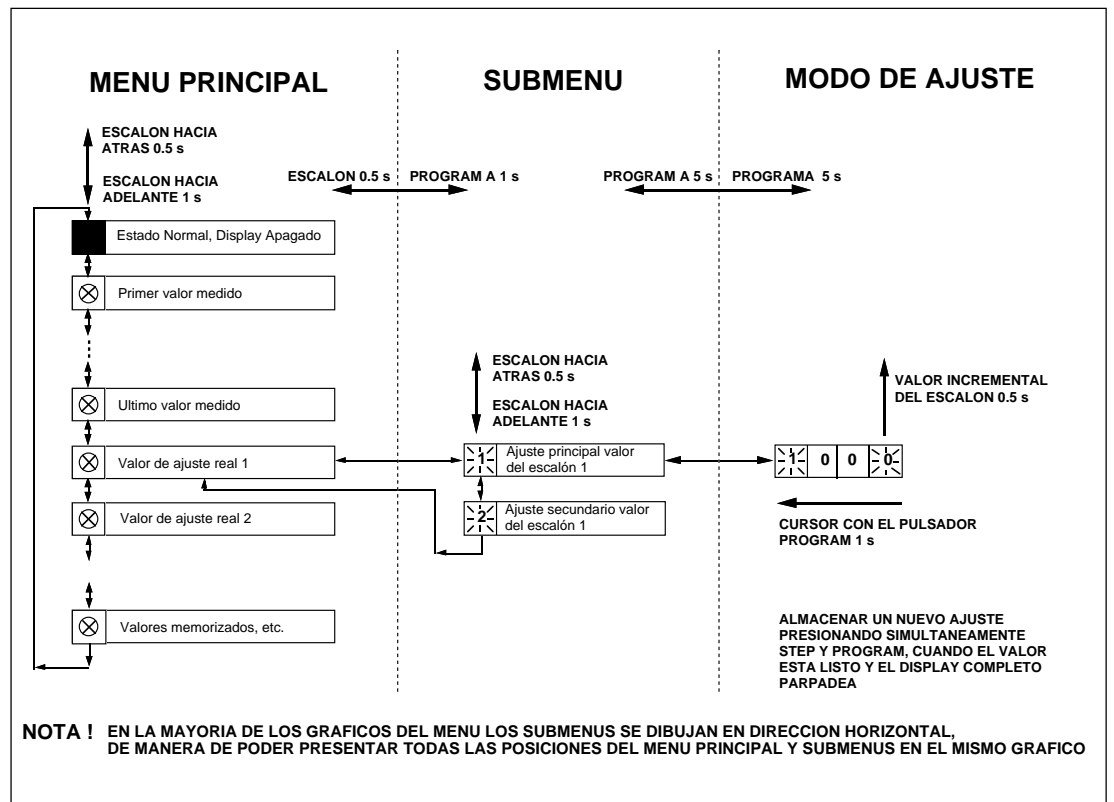 MENU PRINCIPAL
SUBMENU
MODO DE AJUSTE
ESCALON HACIA
ATRAS 0.5 s
ESCALON HACIA
ADELANTE 1 s
ESCALON 0.5 s
PROGRAM A 1 s
PROGRAM A 5 s
PROGRAMA 5 s
Estado Normal, Display Apagado
Primer valor medido
Ultimo valor medido
Valor de ajuste real 1
Valor de ajuste real 2
Valores memorizados, etc.
ESCALON HACIA
ATRAS 0.5 s
ESCALON HACIA
ADELANTE 1 s
1
Ajuste principal valor
del escalón 1
2
Ajuste secundario valor
del escalón 1
VALOR INCREMENTAL
DEL ESCALON 0.5 s
1 0 0 0
CURSOR CON EL PULSADOR
PROGRAM 1 s
ALMACENAR UN NUEVO AJUSTE
PRESIONANDO SIMULTANEAMENTE
STEP Y PROGRAM, CUANDO EL VALOR
ESTA LISTO Y EL DISPLAY COMPLETO
PARPADEA
NOTA ! EN LA MAYORIA DE LOS GRAFICOS DEL MENU LOS SUBMENUS SE DIBUJAN EN DIRECCION HORIZONTAL,
DE MANERA DE PODER PRESENTAR TODAS LAS POSICIONES DEL MENU PRINCIPAL Y SUBMENUS EN EL MISMO GRAFICO